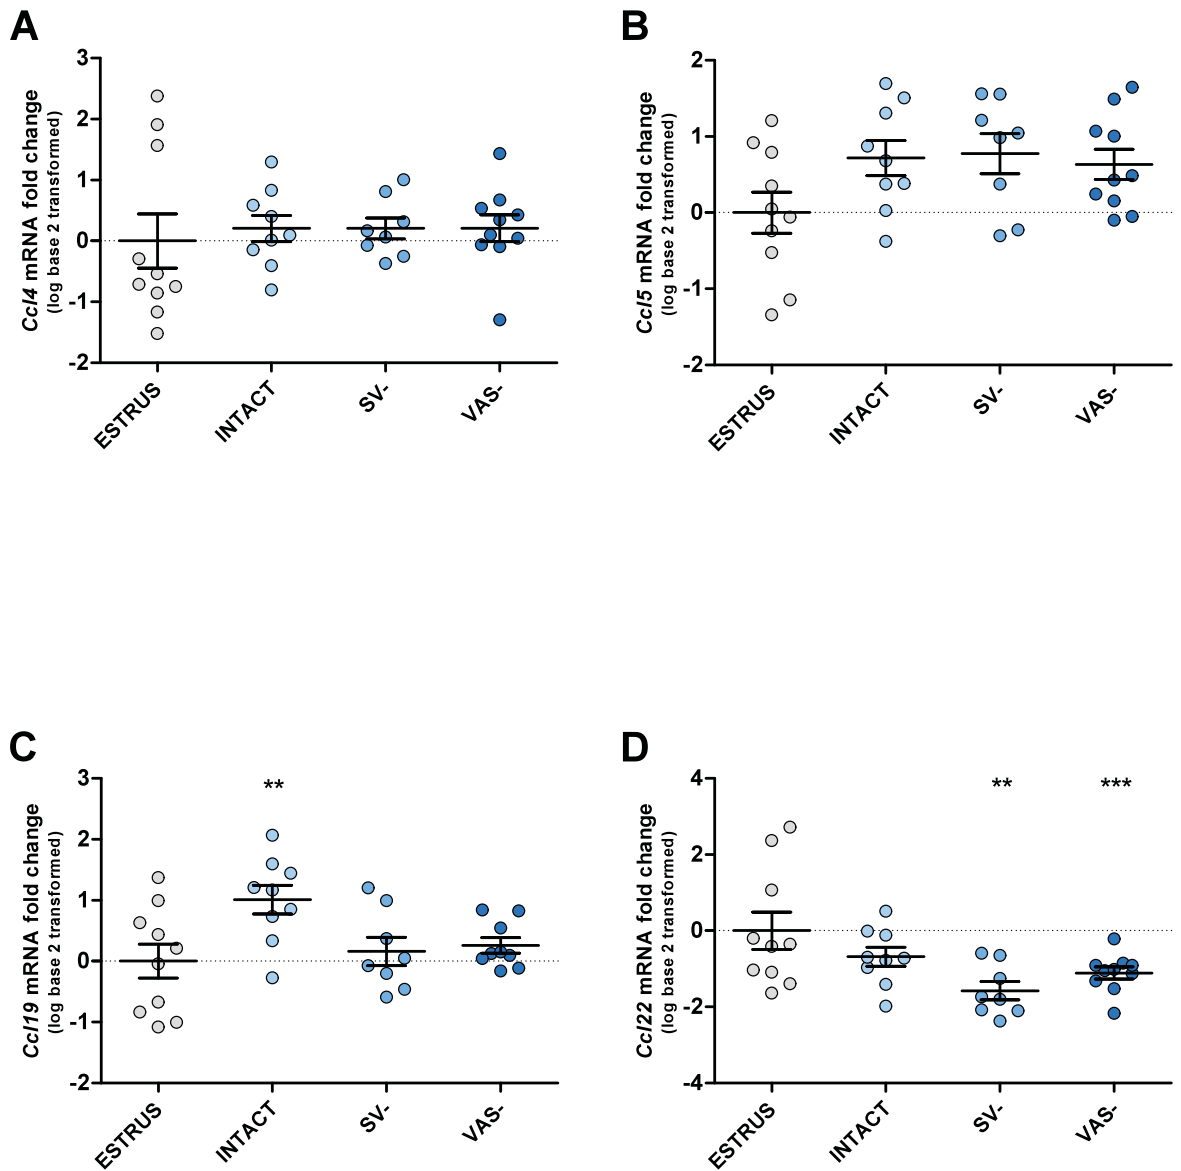 A
Ccl4 mRNA fold change
(log base 2 transformed)
3
2
1
0
-1
-2
ESTRUS
INTACT
SV-
VAS-
B
Ccl5 mRNA fold change
(log base 2 transformed)
2
1
0
-1
-2
ESTRUS
INTACT
SV-
VAS-
C
Ccl19 mRNA fold change
(log base 2 transformed)
3
2
1
0
-1
-2
**
ESTRUS
INTACT
SV-
VAS-
D
Ccl22 mRNA fold change
(log base 2 transformed)
4
2
0
-2
-4
**
***
ESTRUS
INTACT
SV-
VAS-